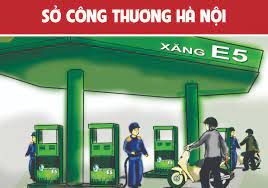 SỞ CÔNG THƯƠNG HÀ NỘI
XĂNG E5